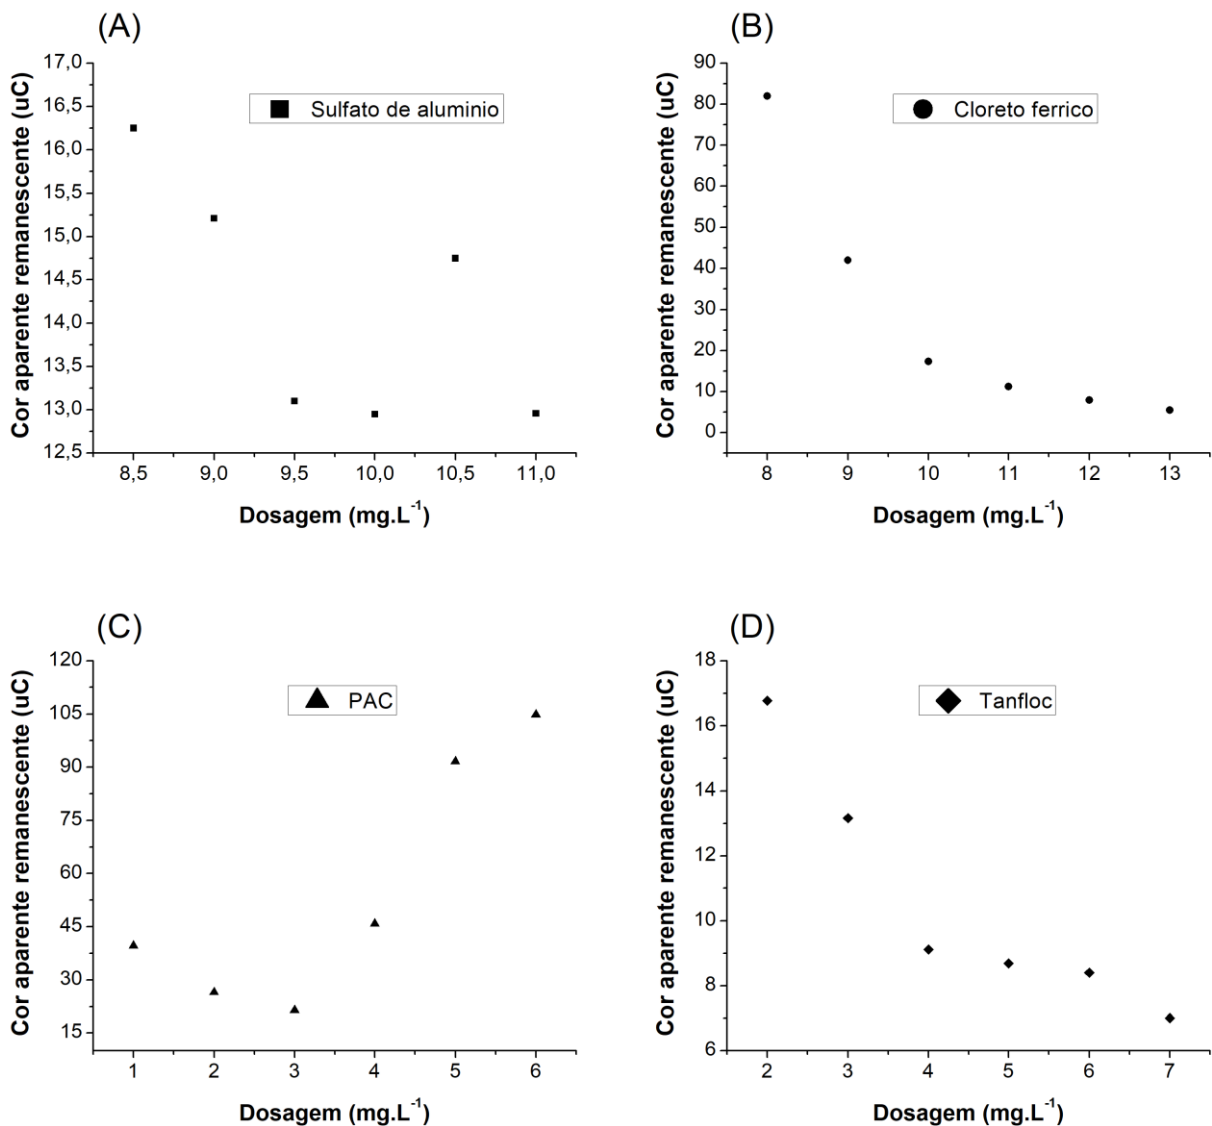 (A)
Cor aparente remanescente (uC)
17,0
16,5
16,0
15,5
15,0
14,5
14,0
13,5
13,0
12,5
Sulfato de aluminio
8,5 9,0 9,5 10,0 10,5 11,0
Dosagem (mg.L⁻¹)
(B)
Cor aparente remanescente (uC)
90
80
70
60
50
40
30
20
10
0
Cloreto ferrico
8 9 10 11 12 13
Dosagem (mg.L⁻¹)
(C)
Cor aparente remanescente (uC)
120
105
90
75
60
45
30
15
PAC
1 2 3 4 5 6
Dosagem (mg.L⁻¹)
(D)
Cor aparente remanescente (uC)
18
16
14
12
10
8
6
Tanfloc
2 3 4 5 6 7
Dosagem (mg.L⁻¹)